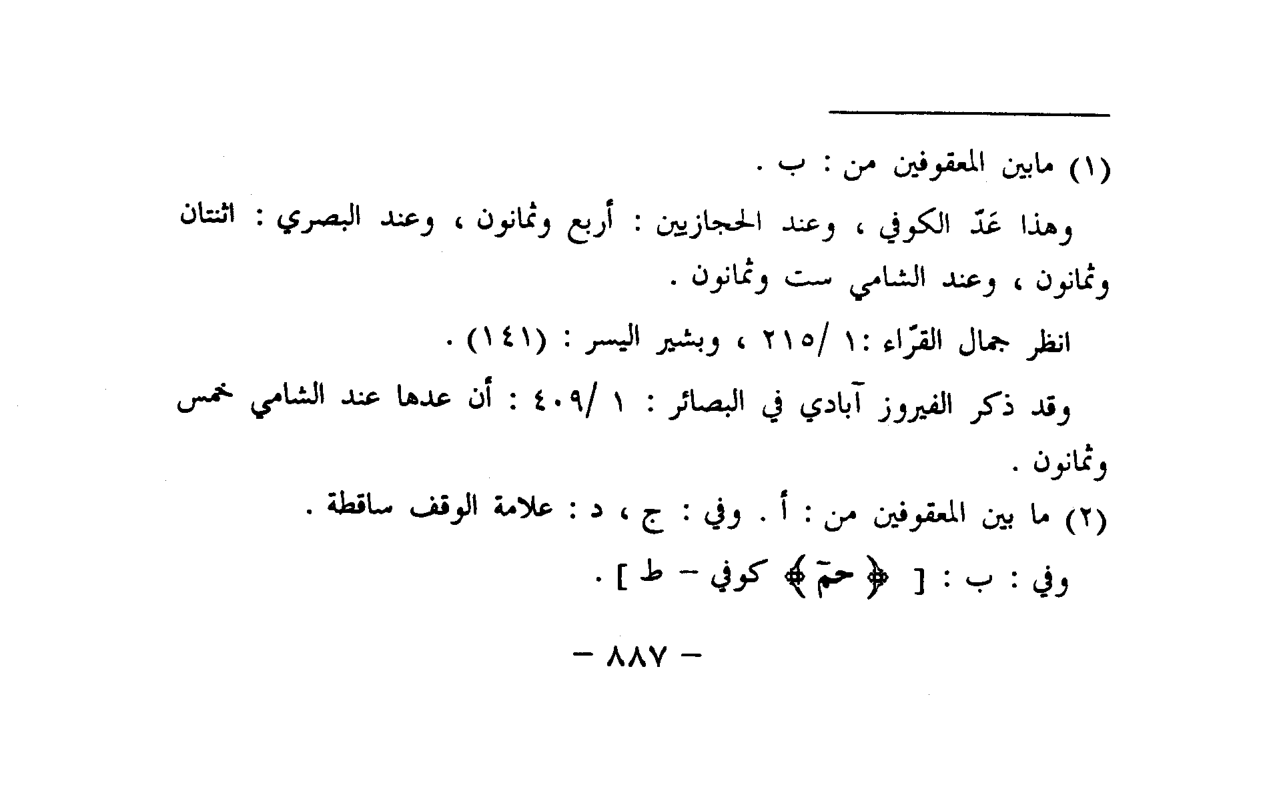 (١) مابين المعقوفين من : ب .
وهذا عَدّ الكوفي ، وعند الحجازيين : أربع وثمانون ، وعند البصري : اثنتان
وثمانون ، وعند الشامي ست وثمانون .
انظر جمال القرّاء :١ /٢١٥ ، وبشير اليسر : (١٤١) .
وقد ذكر الفيروز آبادي في البصائر : ١ /٤٠٩ : أن عدها عند الشامي خمس
وثمانون .
(٢) ما بين المعقوفين من : أ . وفي : ج ، د : علامة الوقف ساقطة .
وفي : ب : [ ﴿ حمٓ ﴾ كوفي – ط ] .
– ٨٨٧ –